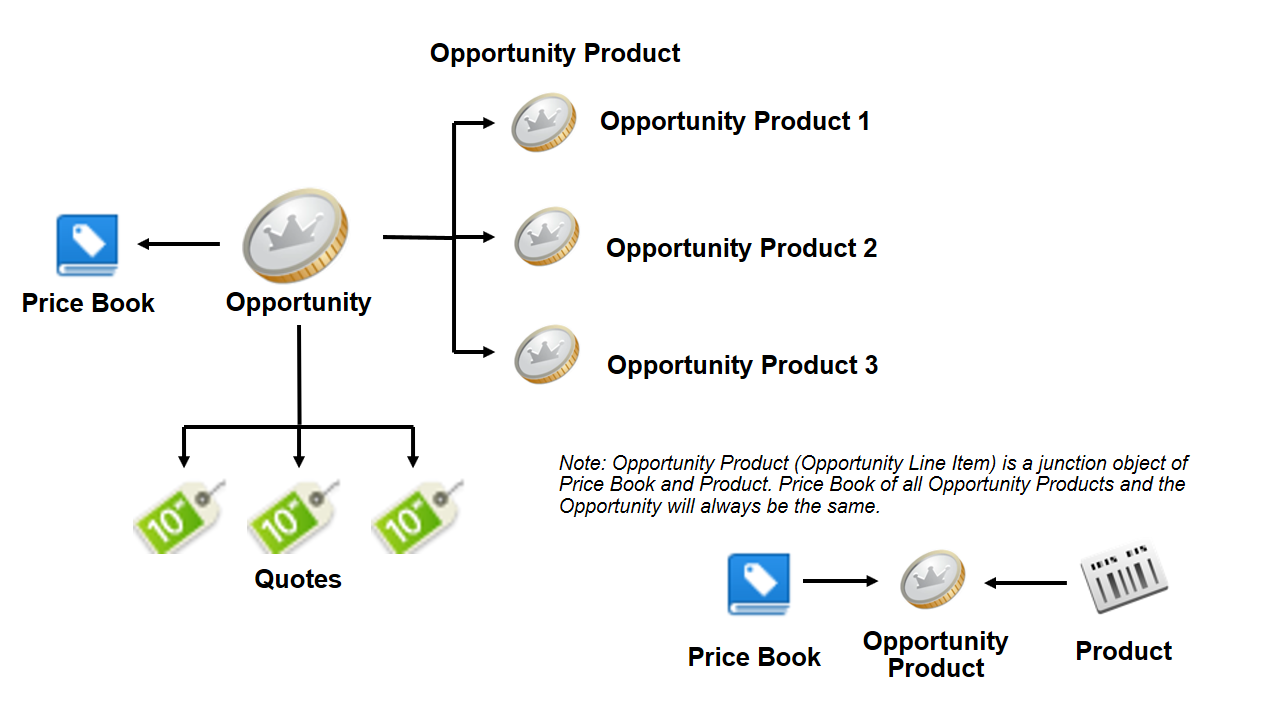 Opportunity Product
Opportunity Product 1
Opportunity Product 2
Price Book
Opportunity
Opportunity Product 3
Note: Opportunity Product (Opportunity Line Item) is a junction object of
Price Book and Product. Price Book of all Opportunity Products and the
Opportunity will always be the same.
10
10
10
Quotes
Price Book
Opportunity
Product
Product